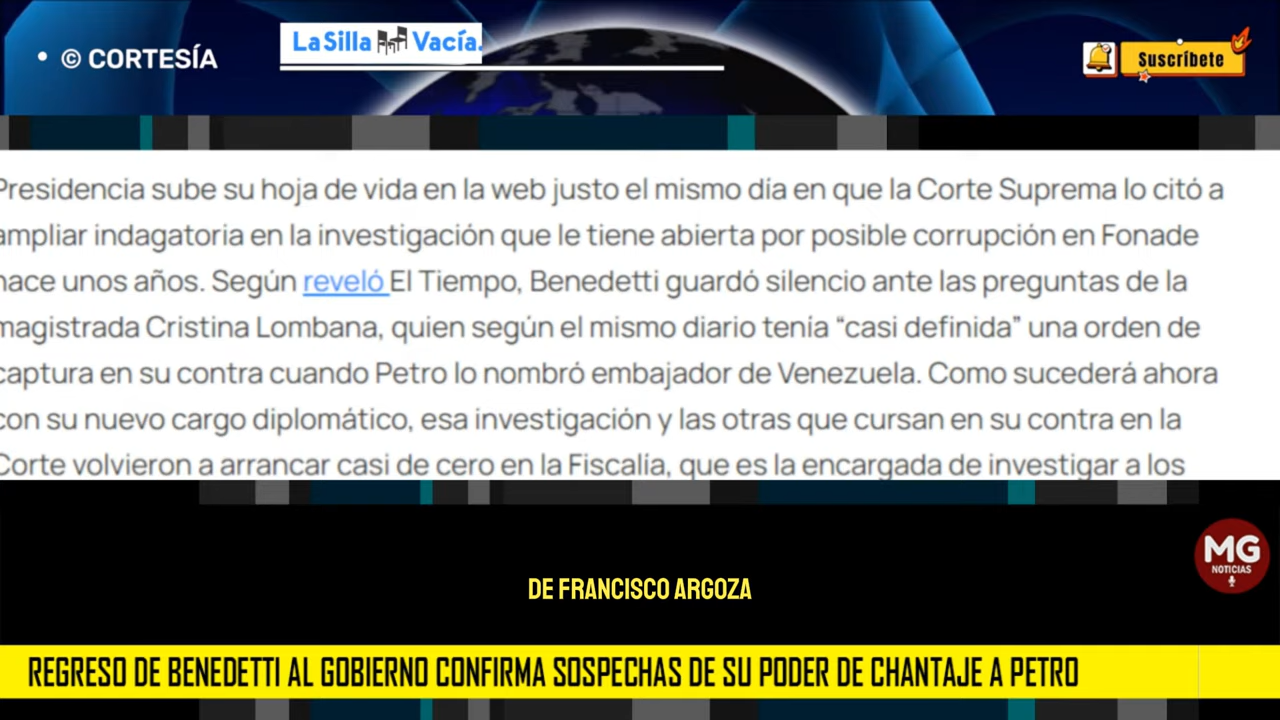 • © CORTESÍA
La Silla Vacía.
Suscríbete
Presidencia sube su hoja de vida en la web justo el mismo día en que la Corte Suprema lo citó a
ampliar indagatoria en la investigación que le tiene abierta por posible corrupción en Fonade
hace unos años. Según reveló El Tiempo, Benedetti guardó silencio ante las preguntas de la
magistrada Cristina Lombana, quien según el mismo diario tenía “casi definida” una orden de
captura en su contra cuando Petro lo nombró embajador de Venezuela. Como sucederá ahora
con su nuevo cargo diplomático, esa investigación y las otras que cursan en su contra en la
Corte volvieron a arrancar casi de cero en la Fiscalía, que es la encargada de investigar a los
MG
NOTICIAS
DE FRANCISCO ARGOZA
REGRESO DE BENEDETTI AL GOBIERNO CONFIRMA SOSPECHAS DE SU PODER DE CHANTAJE A PETRO